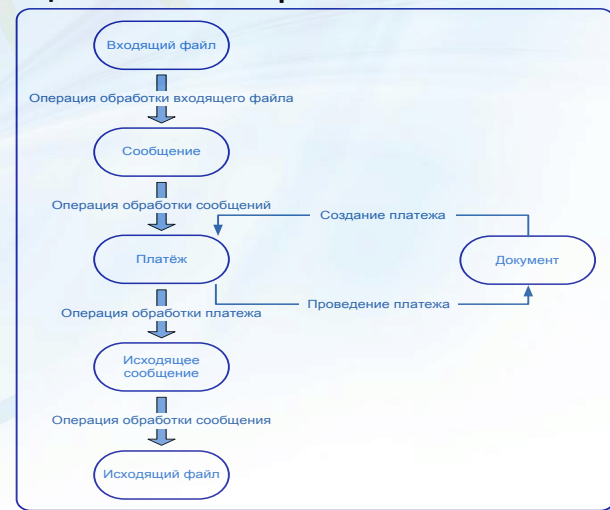 Входящий файл
Операция обработки входящего файла
Сообщение
Операция обработки сообщений
Создание платежа
Платёж
Документ
Проведение платежа
Операция обработки платежа
Исходящее
сообщение
Операция обработки сообщения
Исходящий файл